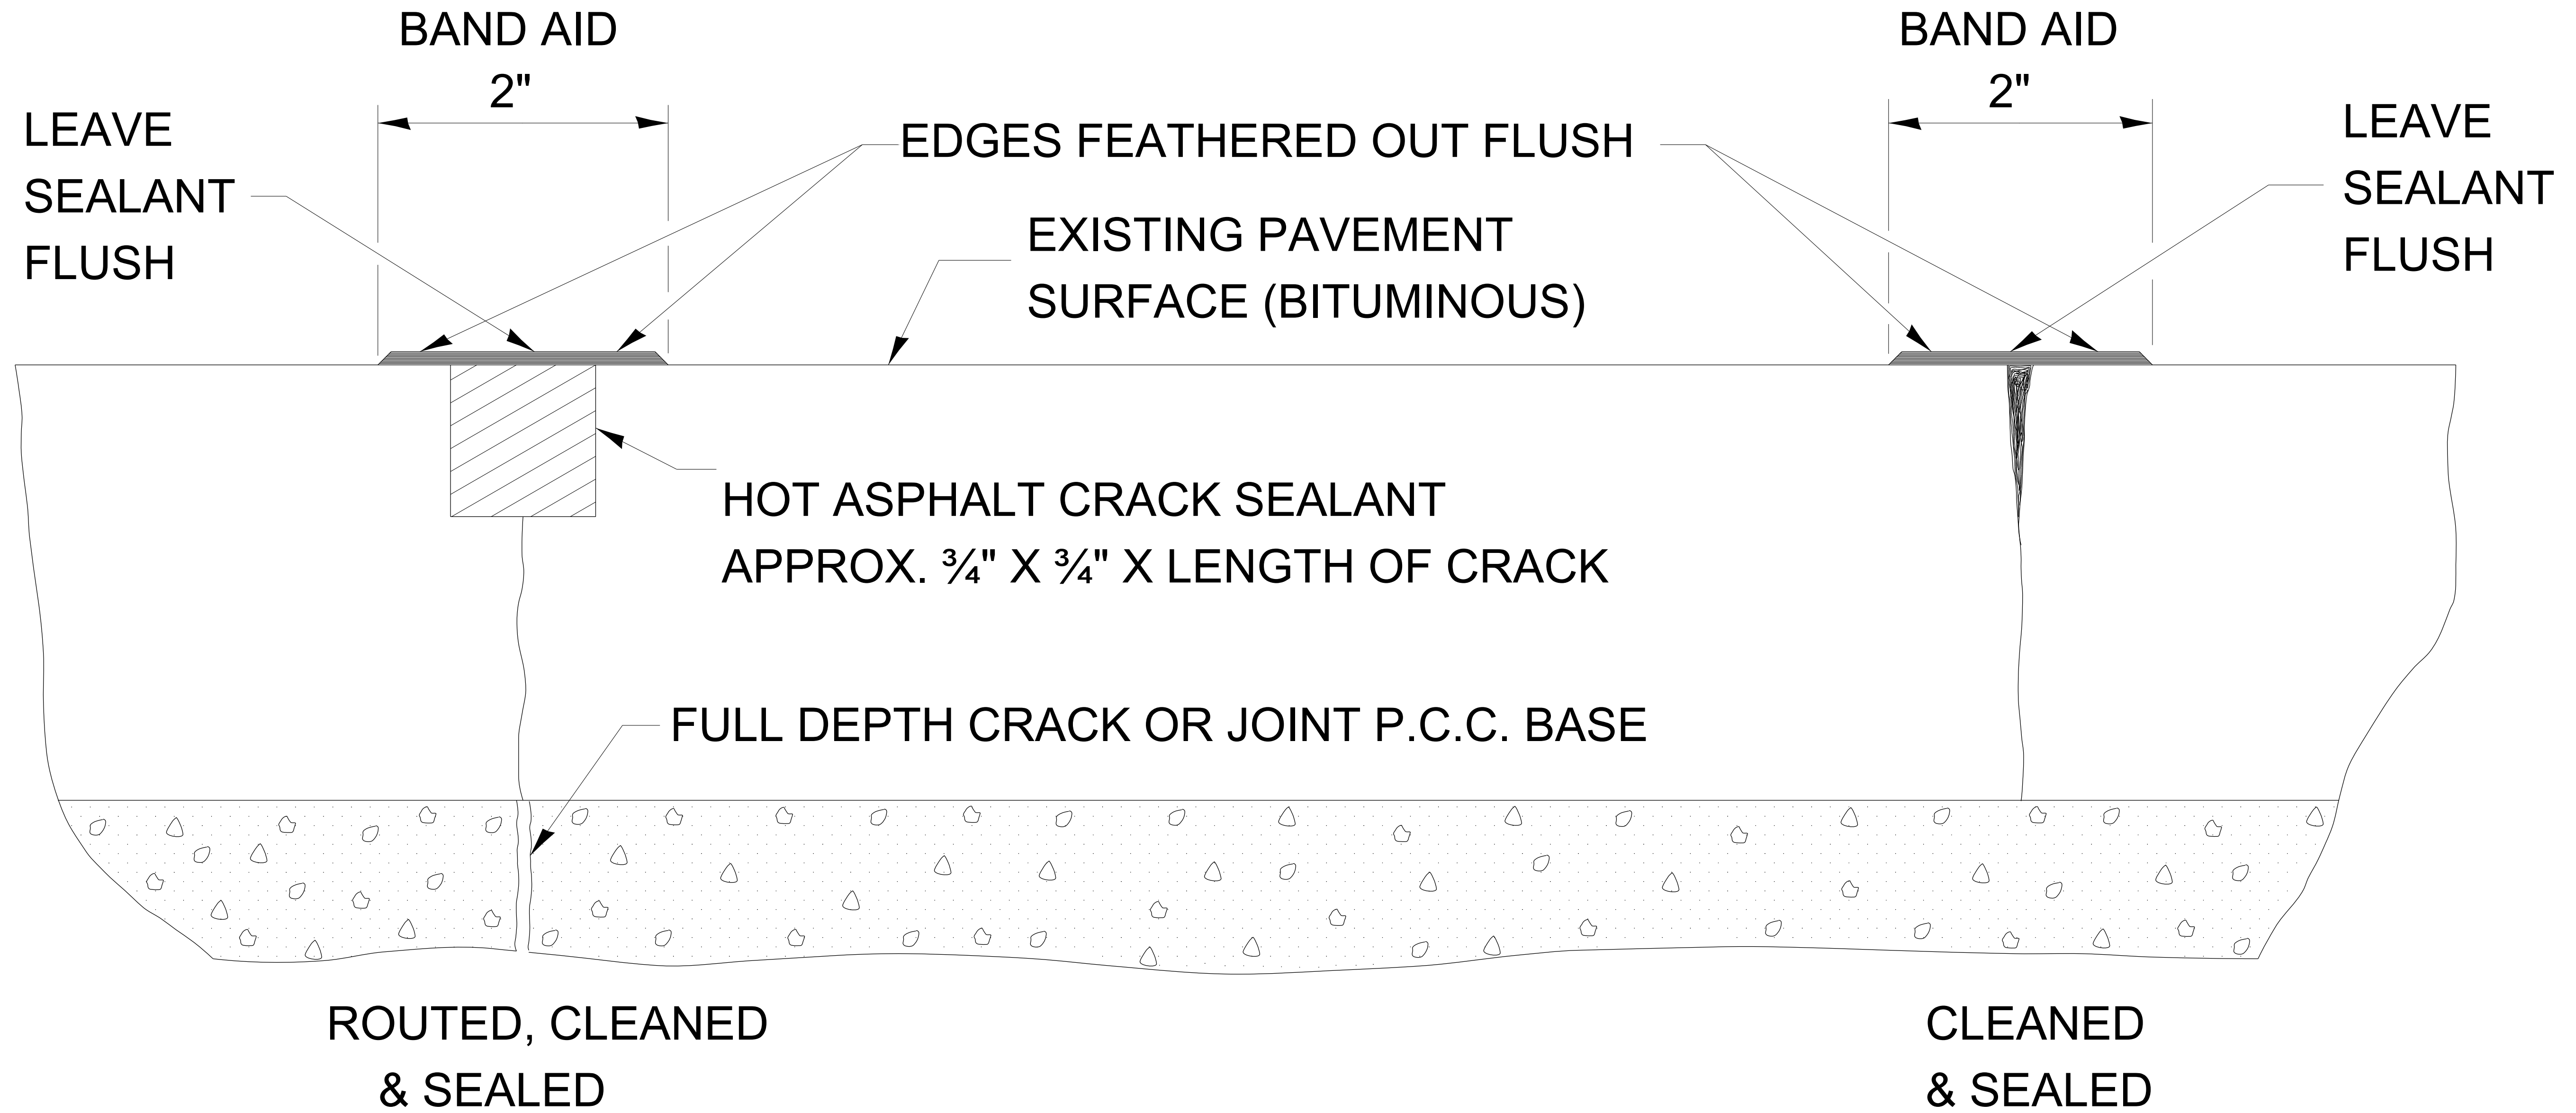 BAND AID
2"
LEAVE
SEALANT
FLUSH
EDGES FEATHERED OUT FLUSH
BAND AID
2"
LEAVE
SEALANT
FLUSH
EXISTING PAVEMENT
SURFACE (BITUMINOUS)
HOT ASPHALT CRACK SEALANT
APPROX. ¾" X ¾" X LENGTH OF CRACK
FULL DEPTH CRACK OR JOINT P.C.C. BASE
ROUTED, CLEANED
& SEALED
CLEANED
& SEALED